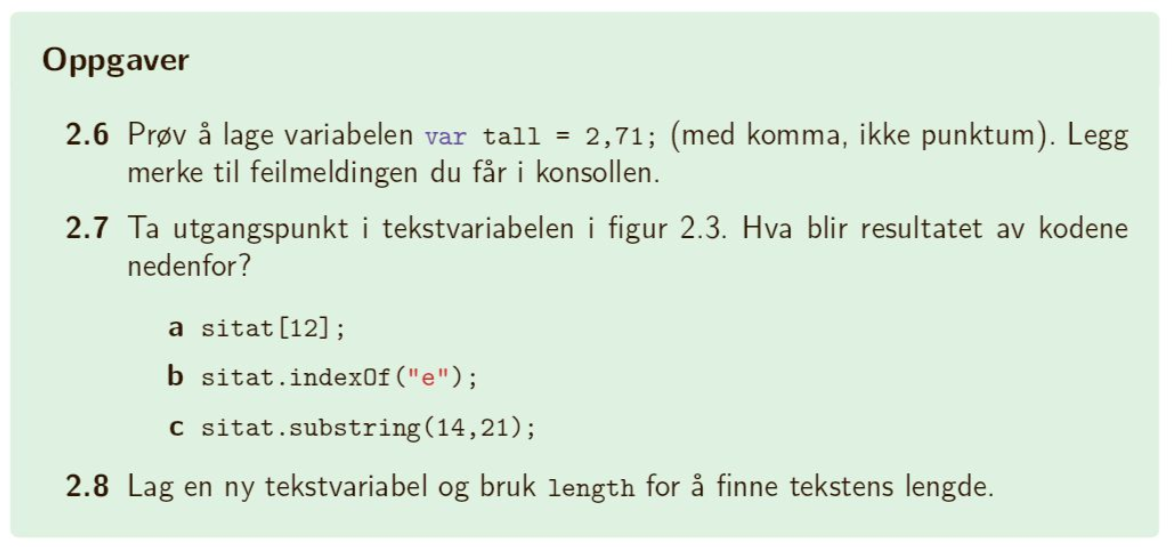 Oppgaver
2.6 Prøv å lage variabelen var tall = 2,71; (med komma, ikke punktum). Legg
merke til feilmeldingen du får i konsollen.
2.7 Ta utgangspunkt i tekstvariabelen i figur 2.3. Hva blir resultatet av kodene
nedenfor?
a sitat[12];
b sitat.indexOf("e");
c sitat.substring(14,21);
2.8 Lag en ny tekstvariabel og bruk length for å finne tekstens lengde.